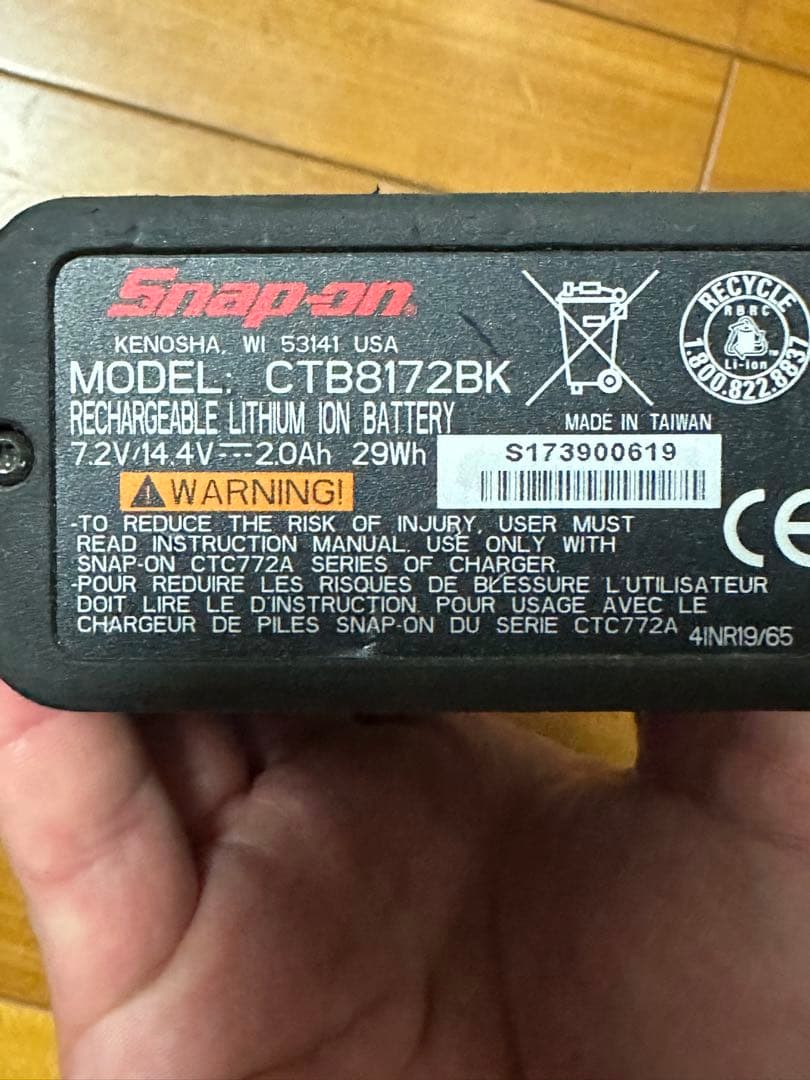 Snap-on
KENOSHA, WI 53141 USA
MODEL: CTB8172BK
RECHARGEABLE LITHIUM ION BATTERY
7.2V/14.4V⎓2.0Ah 29Wh
RECYCLE
RBRC
Li-ion™
1.800.822.8837
MADE IN TAIWAN
S173900619
WARNING!
CE
-TO REDUCE THE RISK OF INJURY, USER MUST
READ INSTRUCTION MANUAL. USE ONLY WITH
SNAP-ON CTC772A SERIES OF CHARGER.
-POUR REDUIRE LES RISQUES DE BLESSURE L'UTILISATEUR
DOIT LIRE LE D'INSTRUCTION. POUR USAGE AVEC LE
CHARGEUR DE PILES SNAP-ON DU SERIE CTC772A
4INR19/65